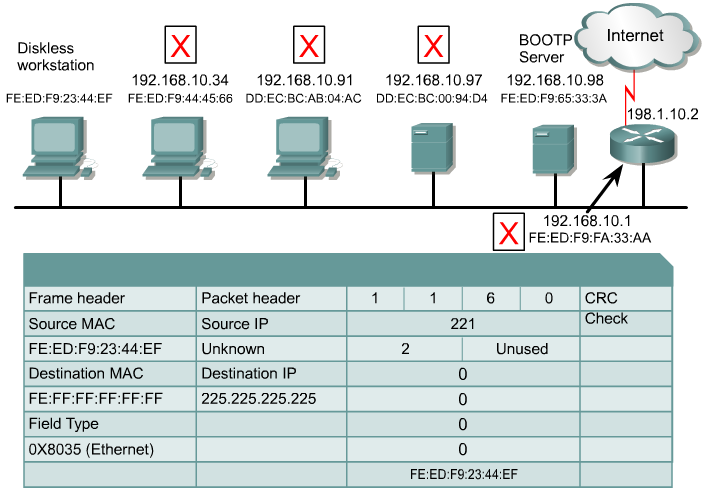 Diskless
workstation
FE:ED:F9:23:44:EF
X
192.168.10.34
FE:ED:F9:44:45:66
X
192.168.10.91
DD:EC:BC:AB:04:AC
X
192.168.10.97
DD:EC:BC:00:94:D4
BOOTP
Server
192.168.10.98
FE:ED:F9:65:33:3A
Internet
198.1.10.2
X
192.168.10.1
FE:ED:F9:FA:33:AA
Frame header Packet header 1 1 6 0 CRC
Source MAC Source IP 221 Check
FE:ED:F9:23:44:EF Unknown 2 Unused
Destination MAC Destination IP 0
FE:FF:FF:FF:FF:FF 225.225.225.225 0
Field Type 0
0X8035 (Ethernet) 0
FE:ED:F9:23:44:EF